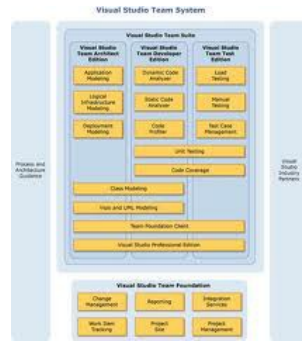 Visual Studio Team System
Visual Studio Team Suite
Visual Studio
Team Architect
Edition
Visual Studio
Team Developer
Edition
Visual Studio
Team Test
Edition
Application
Modeling
Dynamic Code
Analyzer
Load
Testing
Logical
Infrastructure
Modeling
Static Code
Analyzer
Manual
Testing
Deployment
Modeling
Code
Profiler
Test Case
Management
Unit Testing
Code Coverage
Class Modeling
Visio and UML Modeling
Team Foundation Client
Visual Studio Professional Edition
Process and
Architecture
Guidance
Visual
Studio
Industry
Partners
Visual Studio Team Foundation
Change
Management
Reporting
Integration
Services
Work Item
Tracking
Project
Site
Project
Management